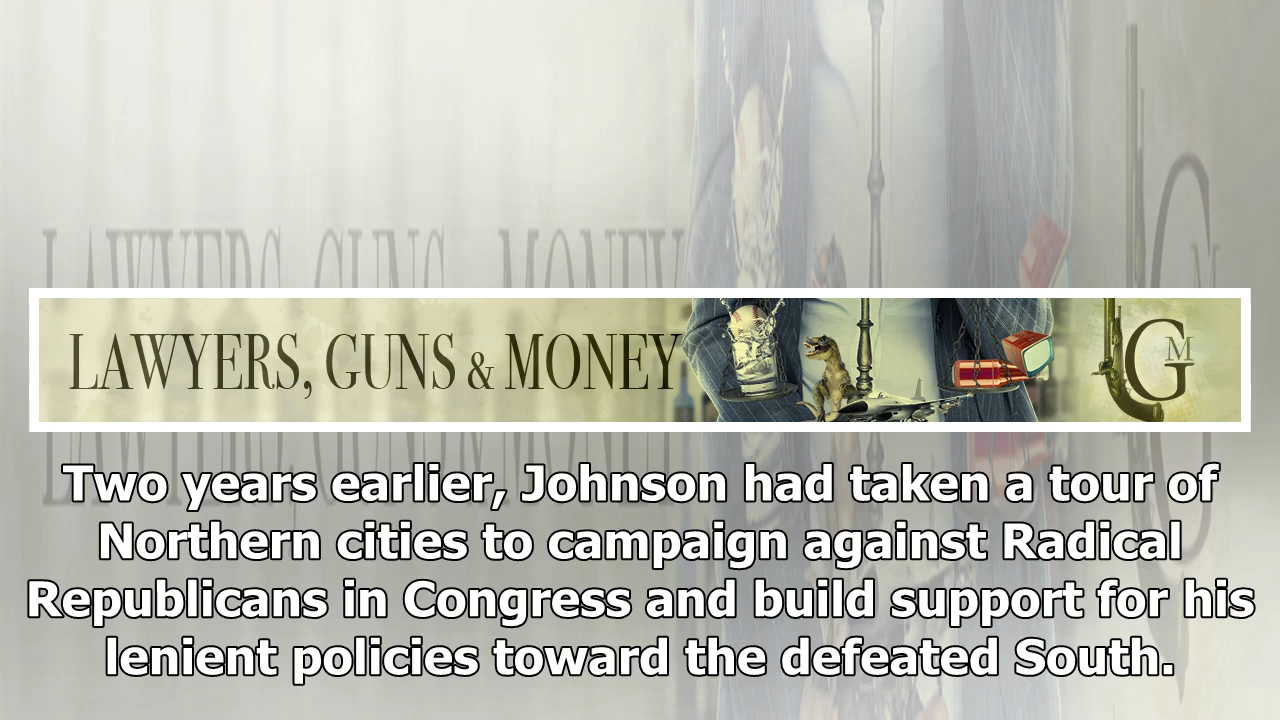 LAWYERS, GUNS & MONEY
LGM
Two years earlier, Johnson had taken a tour of
Northern cities to campaign against Radical
Republicans in Congress and build support for his
lenient policies toward the defeated South.